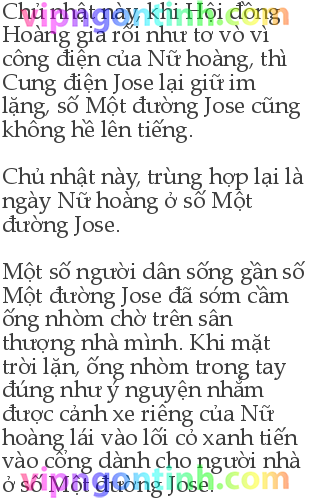 Chủ nhật này, khi Hội đồng
Hoàng gia rối như tơ vò vì
công điện của Nữ hoàng, thì
Cung điện Jose lại giữ im
lặng, số Một đường Jose cũng
không hề lên tiếng.
Chủ nhật này, trùng hợp lại là
ngày Nữ hoàng ở số Một
đường Jose.
Một số người dân sống gần số
Một đường Jose đã sớm cầm
ống nhòm chờ trên sân
thượng nhà mình. Khi mặt
trời lặn, ống nhòm trong tay
đúng như ý nguyện nhắm
được cảnh xe riêng của Nữ
hoàng lái vào lối cỏ xanh tiến
vào cổng dành cho người nhà
ở số Một đường Jose.
vipngontinh.com
vipngontinh.com